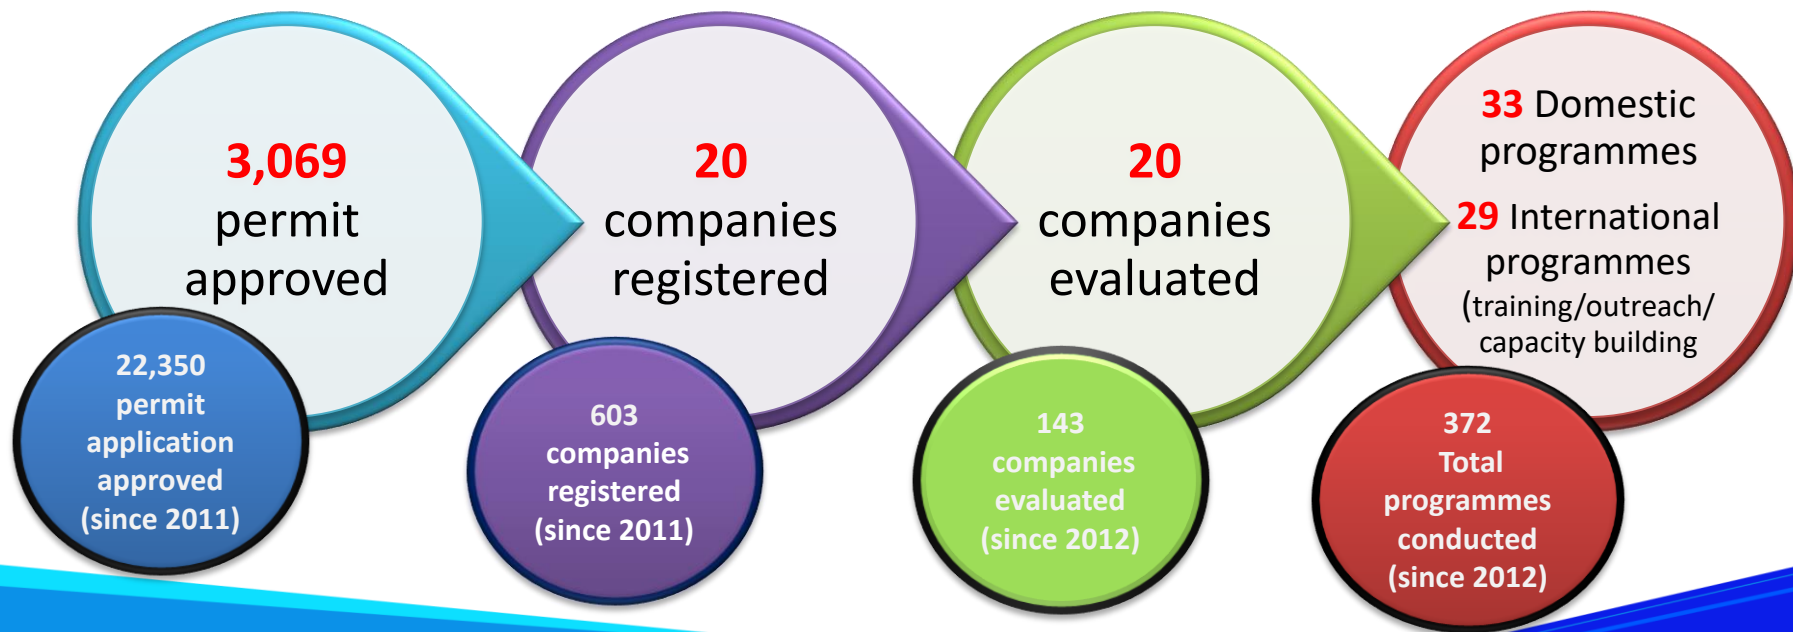 3,069
permit
approved
22,350
permit
application
approved
(since 2011)
20
companies
registered
603
companies
registered
(since 2011)
20
companies
evaluated
143
companies
evaluated
(since 2012)
33 Domestic
programmes
29 International
programmes
(training/outreach/
capacity building
372
Total
programmes
conducted
(since 2012)